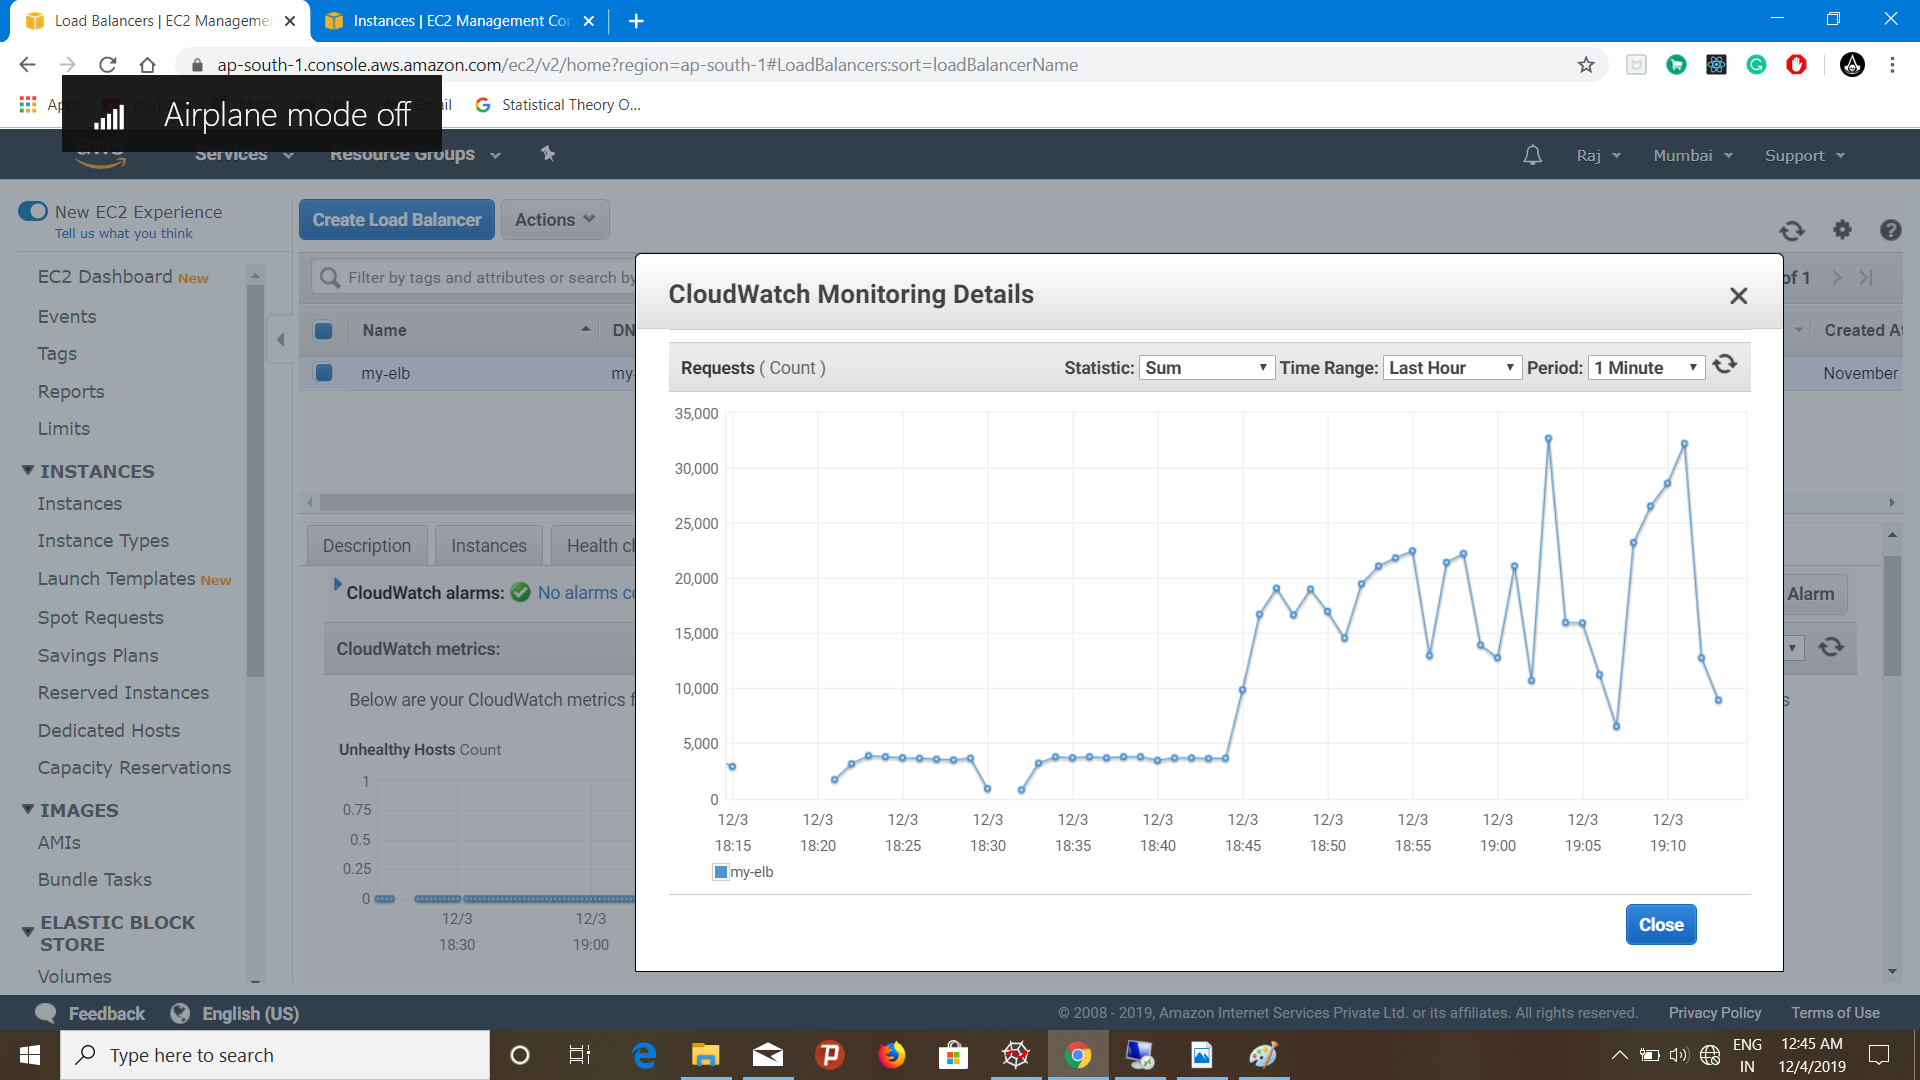 Load Balancers | EC2 Managemen
Instances | EC2 Management Con
ap-south-1.console.aws.amazon.com/ec2/v2/home?region=ap-south-1#LoadBalancers:sort=loadBalancerName
Statistical Theory O...
Airplane mode off
aws
Services
Resource Groups
Raj
Mumbai
Support
New EC2 Experience
Tell us what you think
Create Load Balancer
Actions
EC2 Dashboard New
Events
Tags
Reports
Limits
INSTANCES
Instances
Instance Types
Launch Templates New
Spot Requests
Savings Plans
Reserved Instances
Dedicated Hosts
Capacity Reservations
IMAGES
AMIs
Bundle Tasks
ELASTIC BLOCK
STORE
Volumes
Filter by tags and attributes or search by
of 1
Name
DN
Created At
my-elb
my-
November
Description
Instances
Health ch
CloudWatch alarms:
No alarms co
Alarm
CloudWatch metrics:
Below are your CloudWatch metrics f
Unhealthy Hosts Count
1
0.75
0.5
0.25
0
12/3
18:30
12/3
19:00
CloudWatch Monitoring Details
Requests ( Count )
Statistic: Sum
Time Range: Last Hour
Period: 1 Minute
35,000
30,000
25,000
20,000
15,000
10,000
5,000
0
12/3 12/3 12/3 12/3 12/3 12/3 12/3 12/3 12/3 12/3 12/3 12/3
18:15 18:20 18:25 18:30 18:35 18:40 18:45 18:50 18:55 19:00 19:05 19:10
my-elb
Close
Feedback
English (US)
© 2008 - 2019, Amazon Internet Services Private Ltd. or its affiliates. All rights reserved.
Privacy Policy
Terms of Use
Type here to search
ENG
IN
12:45 AM
12/4/2019